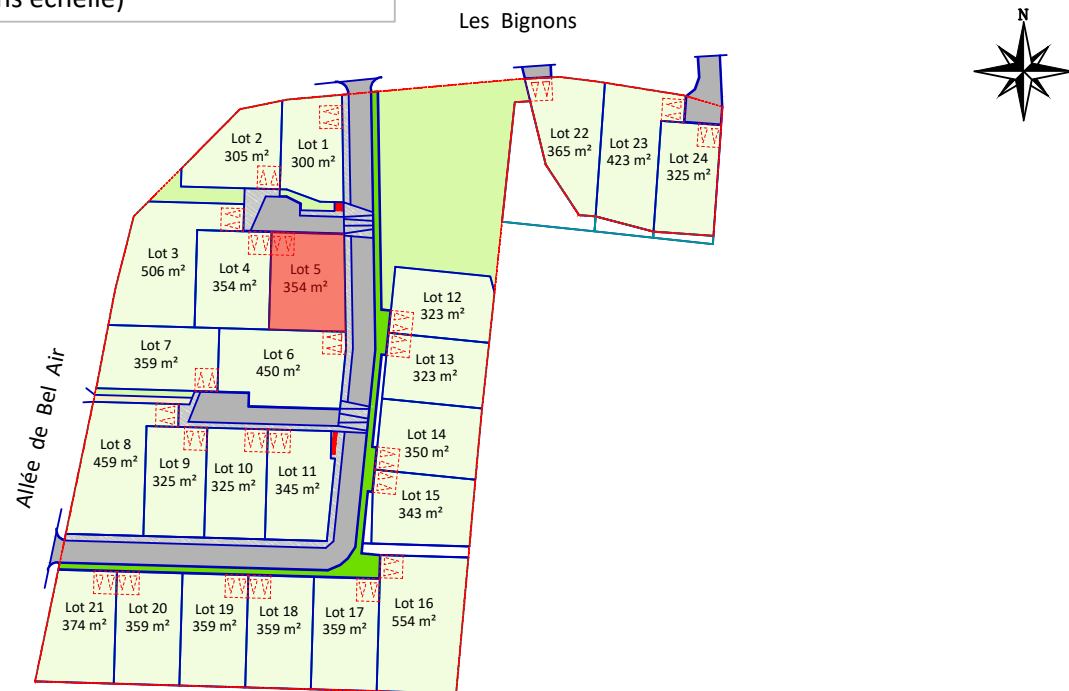 ns échelle)
Les Bignons
N
Lot 2
305 m²
Lot 1
300 m²
Lot 22
365 m²
Lot 23
423 m²
Lot 24
325 m²
Lot 3
506 m²
Lot 4
354 m²
Lot 5
354 m²
Lot 12
323 m²
Lot 7
359 m²
Lot 6
450 m²
Lot 13
323 m²
Allée de Bel Air
Lot 8
459 m²
Lot 9
325 m²
Lot 10
325 m²
Lot 11
345 m²
Lot 14
350 m²
Lot 15
343 m²
Lot 21
374 m²
Lot 20
359 m²
Lot 19
359 m²
Lot 18
359 m²
Lot 17
359 m²
Lot 16
554 m²